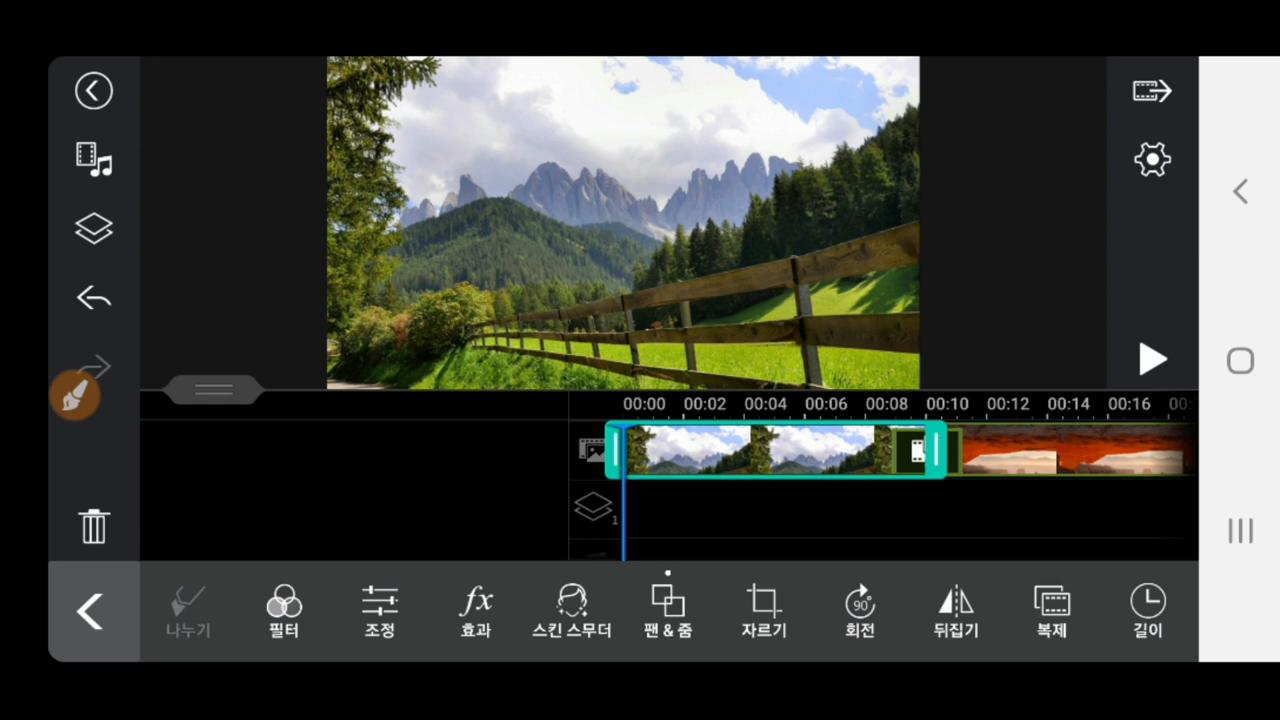 00:00 00:02 00:04 00:06 00:08 00:10 00:12 00:14 00:16 00:
1
fx
90°
나누기 필터 조정 효과 스킨 스무더 팬 & 줌 자르기 회전 뒤집기 복제 길이